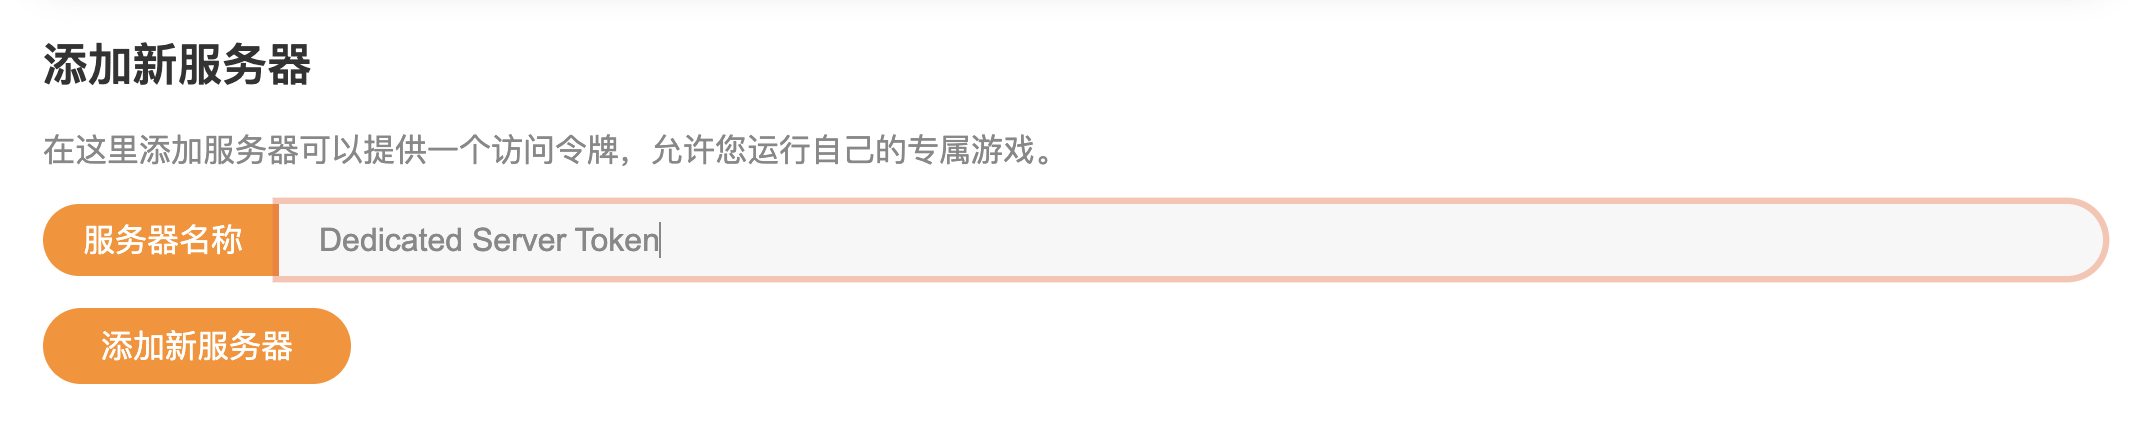 添加新服务器
在这里添加服务器可以提供一个访问令牌，允许您运行自己的专属游戏。
服务器名称
Dedicated Server Token
添加新服务器